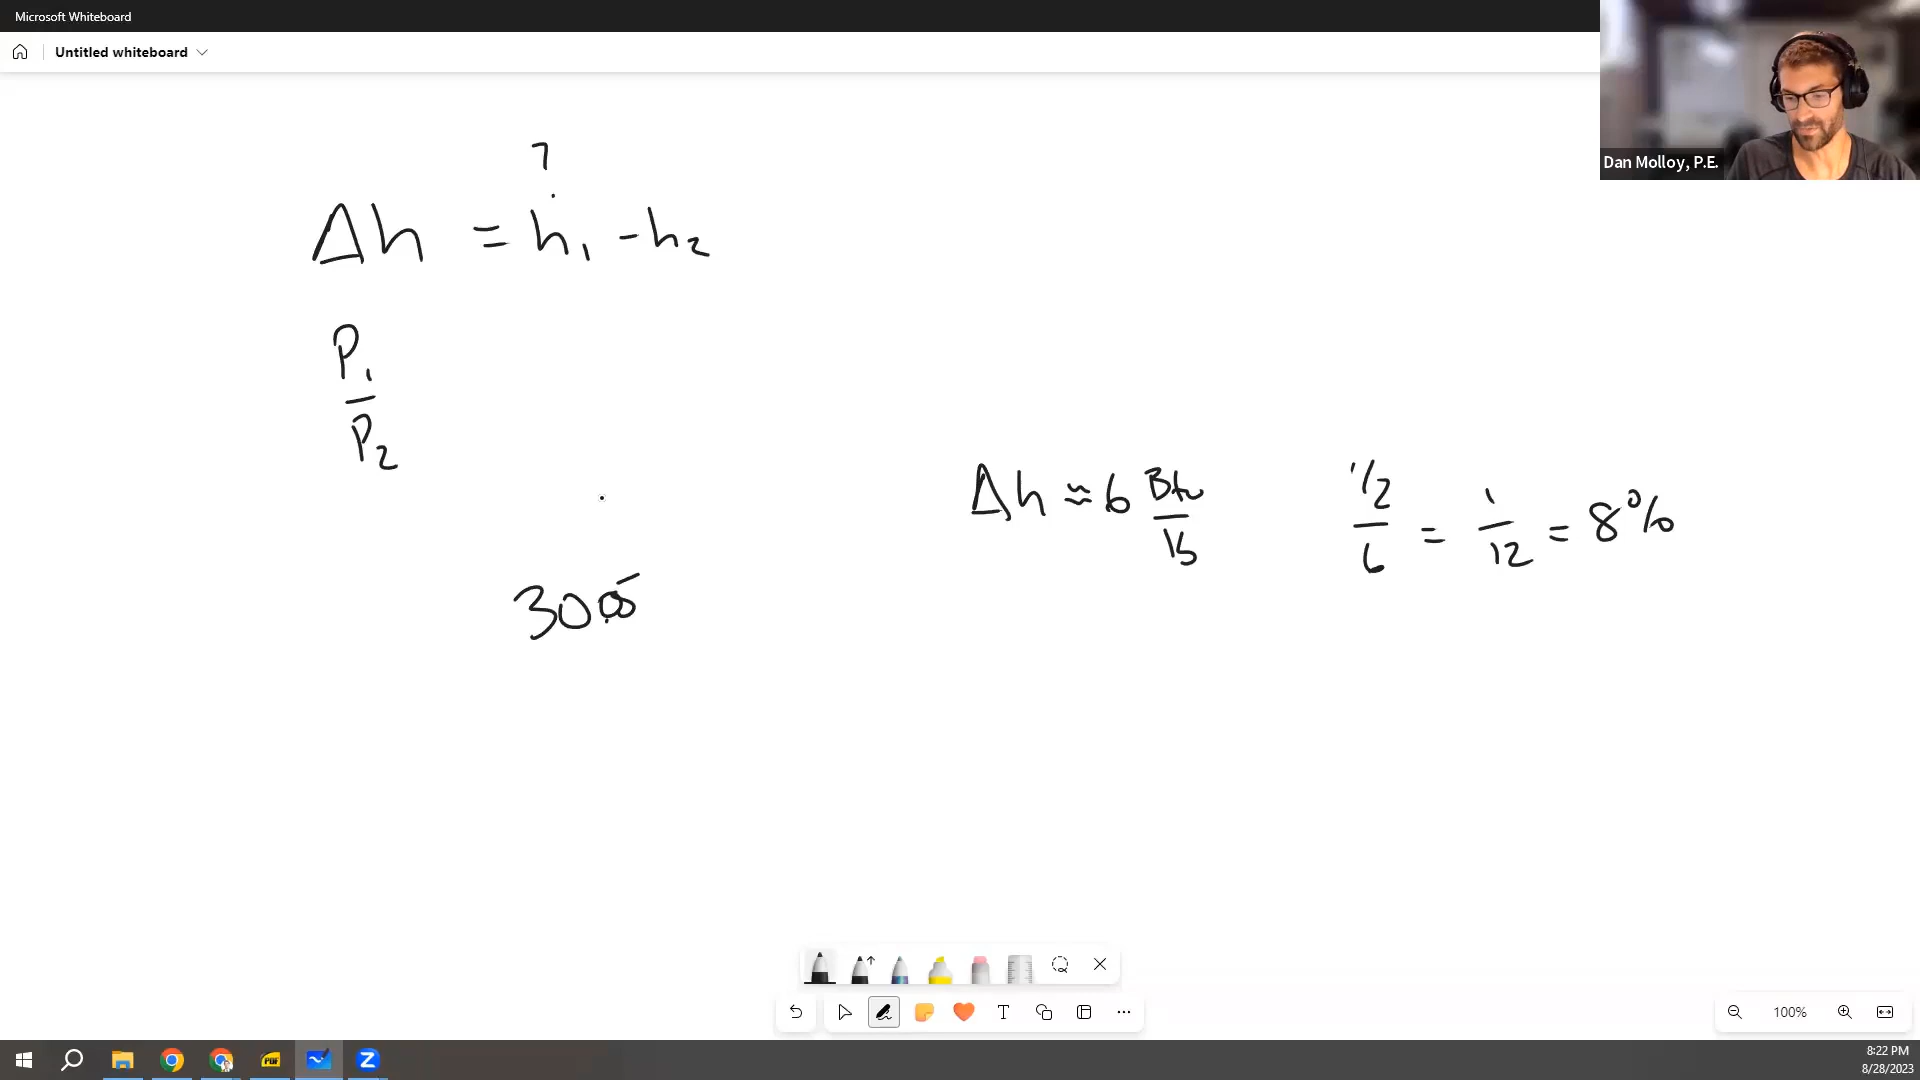 Microsoft Whiteboard
Untitled whiteboard
Dan Molloy, P.E.
?
Δh = h₁ - h₂
P₁
P₂
Δh ≈ 6 Btu/lb
1/2 / 6 = 1/12 = 8%
100%
8:22 PM
8/28/2023